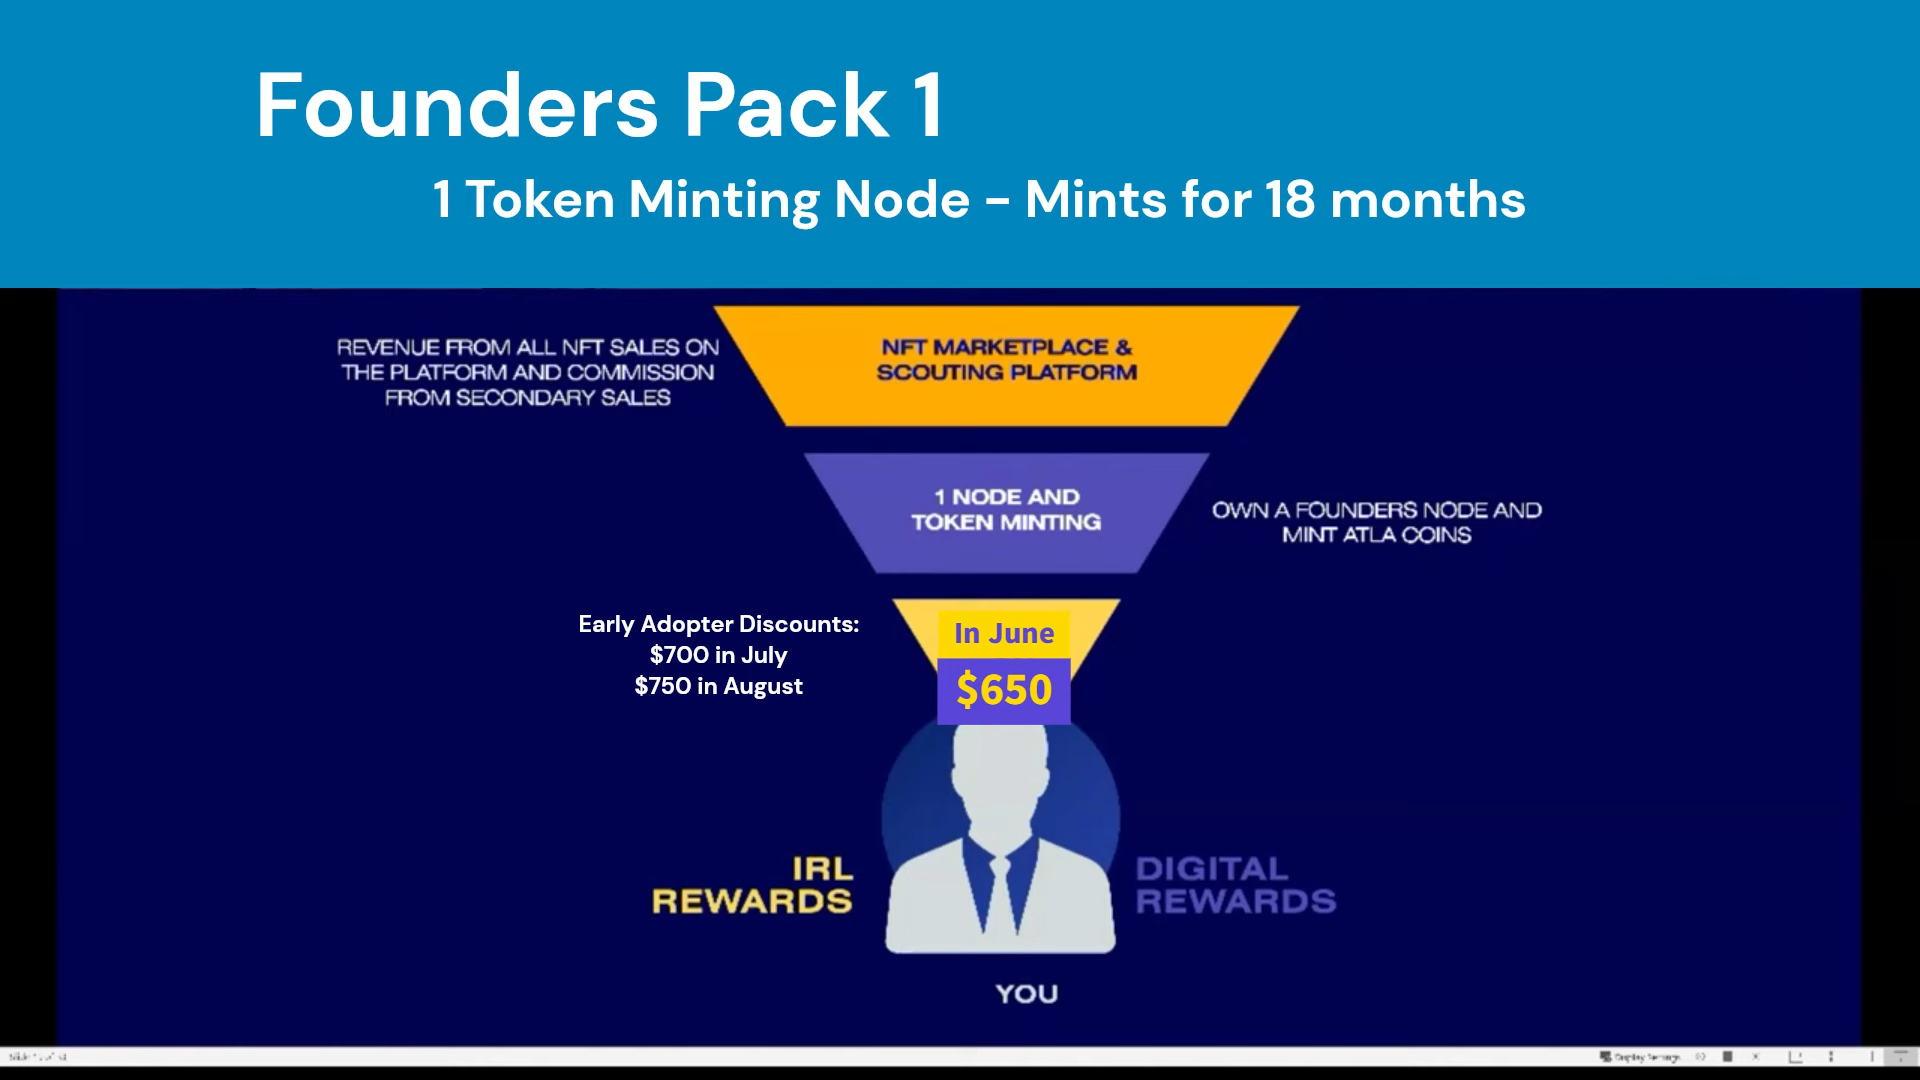 Founders Pack 1
1 Token Minting Node - Mints for 18 months
REVENUE FROM ALL NFT SALES ON
THE PLATFORM AND COMMISSION
FROM SECONDARY SALES
NFT MARKETPLACE &
SCOUTING PLATFORM
1 NODE AND
TOKEN MINTING
OWN A FOUNDERS NODE AND
MINT ATLA COINS
Early Adopter Discounts:
$700 in July
$750 in August
In June
$650
IRL
REWARDS
DIGITAL
REWARDS
YOU
Display Settings